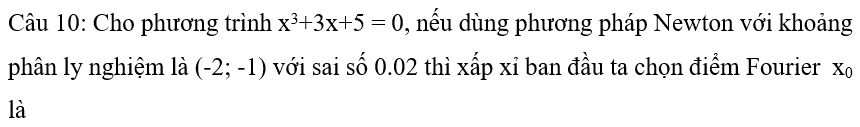 Câu 10: Cho phương trình x³+3x+5 = 0, nếu dùng phương pháp Newton với khoảng
phân ly nghiệm là (-2; -1) với sai số 0.02 thì xấp xỉ ban đầu ta chọn điểm Fourier x₀
là